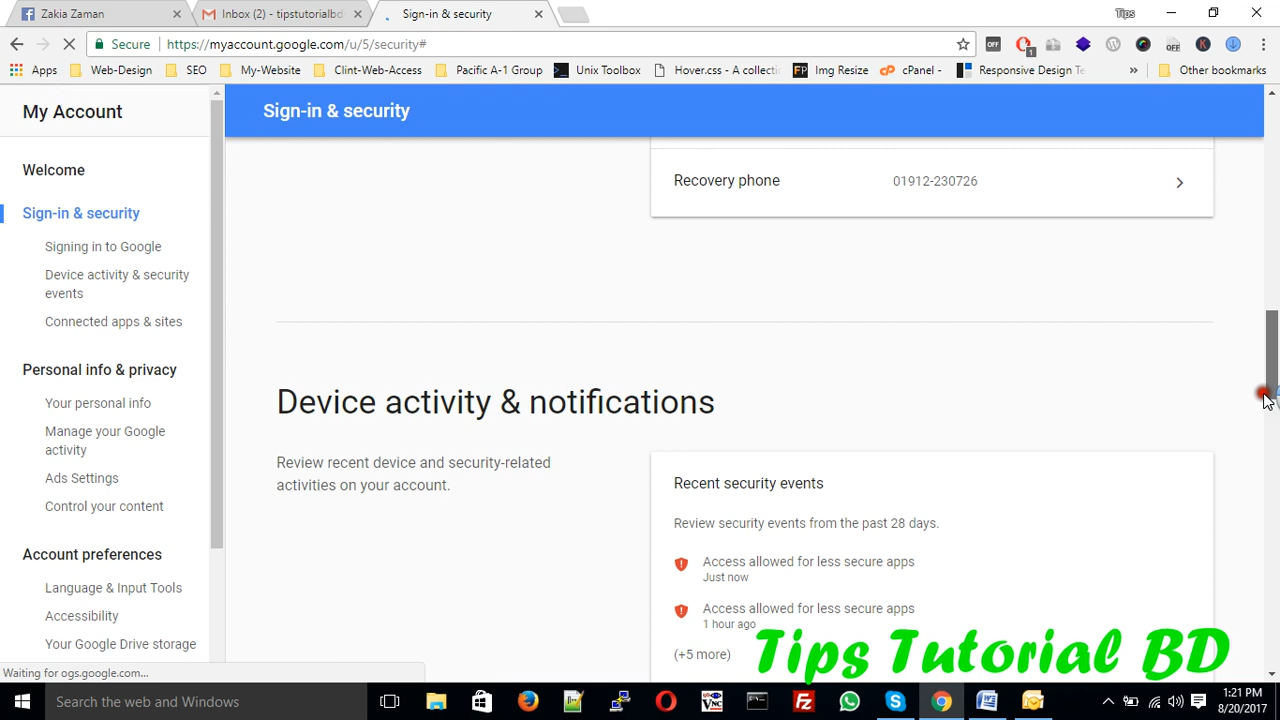 Zakia Zaman
Inbox (2) - tipstutorialbd
Sign-in & security
Tips
Secure
https://myaccount.google.com/u/5/security#
OFF
1
OFF
K
Apps
Web-Design
SEO
My-Website
Clint-Web-Access
Pacific A-1 Group
Unix Toolbox
Hover.css - A collecti
FP
Img Resize
cP
cPanel -
Responsive Design Te
»
Other bookmarks
My Account
Sign-in & security
Welcome
Sign-in & security
Signing in to Google
Device activity & security
events
Connected apps & sites
Personal info & privacy
Your personal info
Manage your Google
activity
Ads Settings
Control your content
Account preferences
Language & Input Tools
Accessibility
Your Google Drive storage
Recovery phone
01912-230726
Device activity & notifications
Review recent device and security-related
activities on your account.
Recent security events
Review security events from the past 28 days.
Access allowed for less secure apps
Just now
Access allowed for less secure apps
1 hour ago
(+5 more)
Tips Tutorial BD
Waiting for ogs.google.com...
Search the web and Windows
1:21 PM
8/20/2017